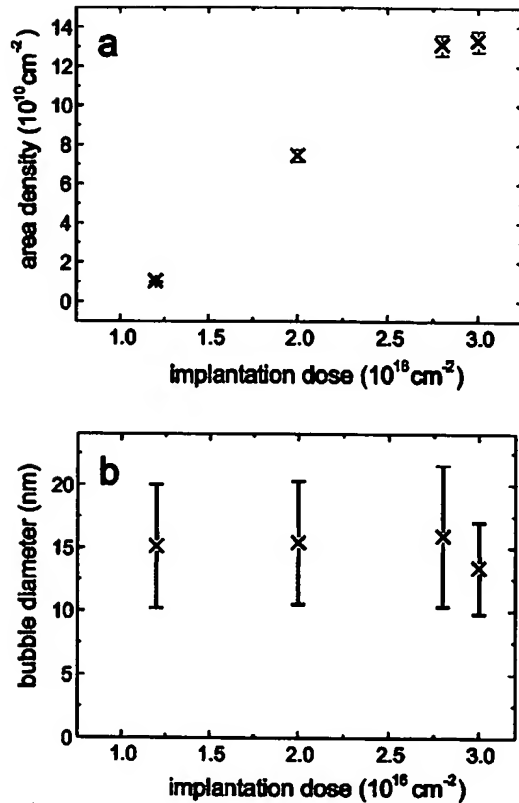 a
area density (10¹⁰cm⁻²)
14
12
10
8
6
4
2
0
1.0 1.5 2.0 2.5 3.0
implantation dose (10¹⁶cm⁻²)
b
bubble diameter (nm)
20
15
10
5
0
1.0 1.5 2.0 2.5 3.0
implantation dose (10¹⁶cm⁻²)